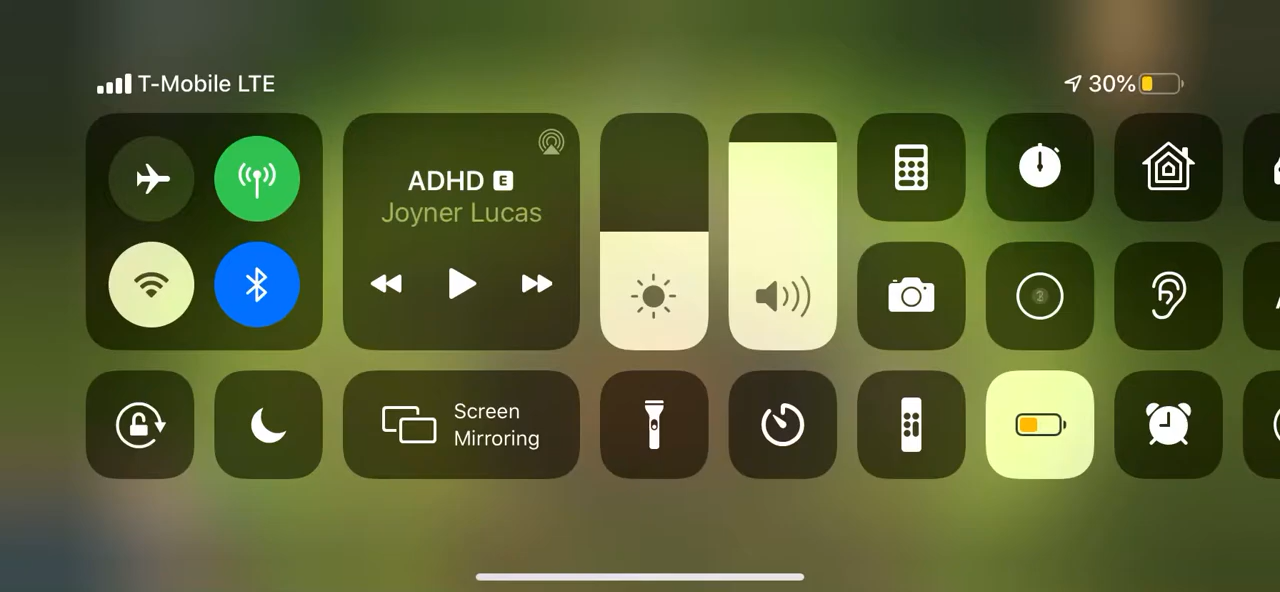 T-Mobile LTE
30%
ADHD E
Joyner Lucas
Screen
Mirroring